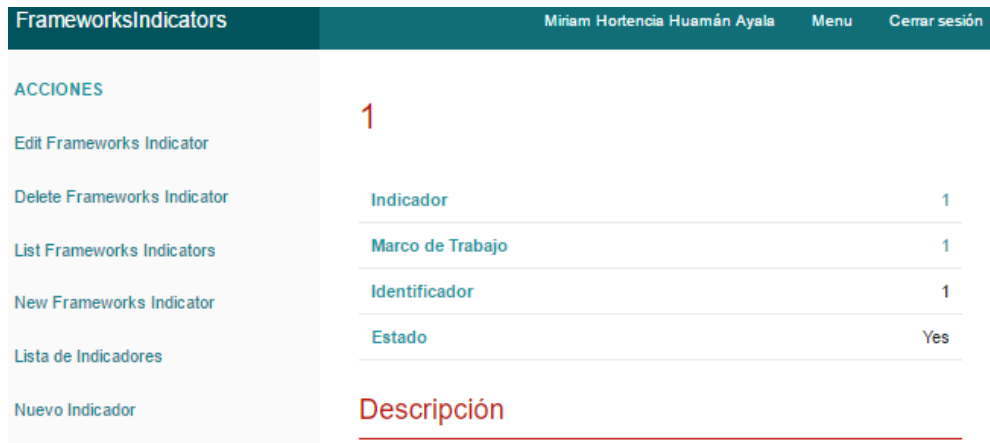 FrameworksIndicators
Miriam Hortencia Huamán Ayala Menu Cerrar sesión
ACCIONES
Edit Frameworks Indicator
Delete Frameworks Indicator
List Frameworks Indicators
New Frameworks Indicator
Lista de Indicadores
Nuevo Indicador
1
Indicador 1
Marco de Trabajo 1
Identificador 1
Estado Yes
Descripción